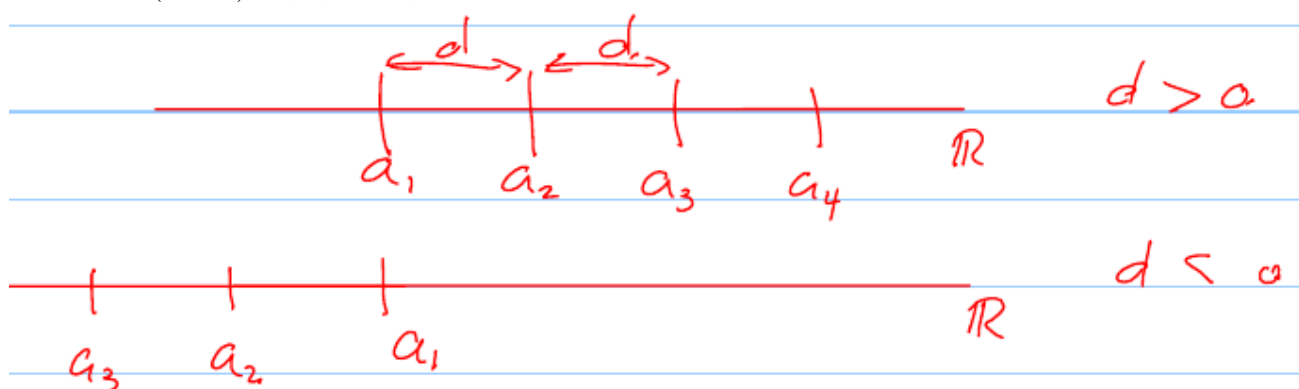 d d d > 0
ℝ
a₁ a₂ a₃ a₄
d < 0
ℝ
a₃ a₂ a₁